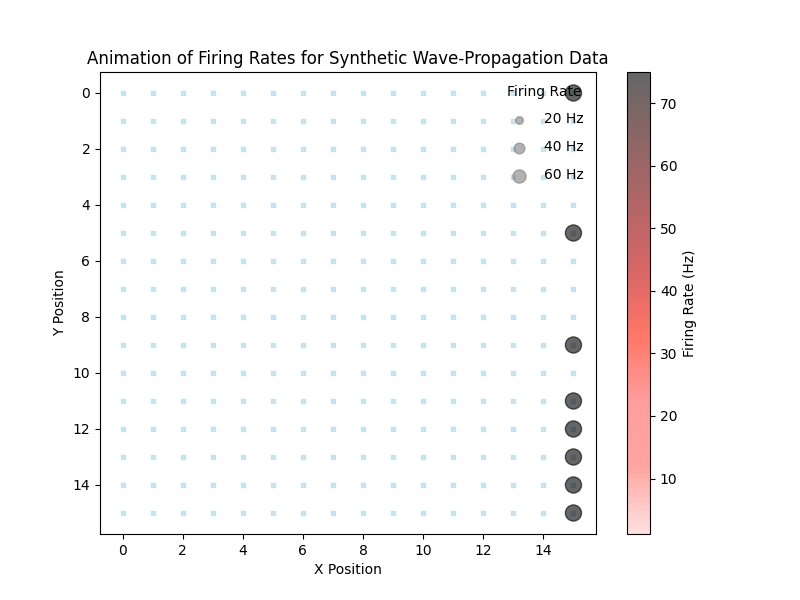 Animation of Firing Rates for Synthetic Wave-Propagation Data
Firing Rate
20 Hz
40 Hz
60 Hz
0
2
4
6
8
10
12
14
Y Position
0 2 4 6 8 10 12 14
X Position
70
60
50
40
30
20
10
Firing Rate (Hz)